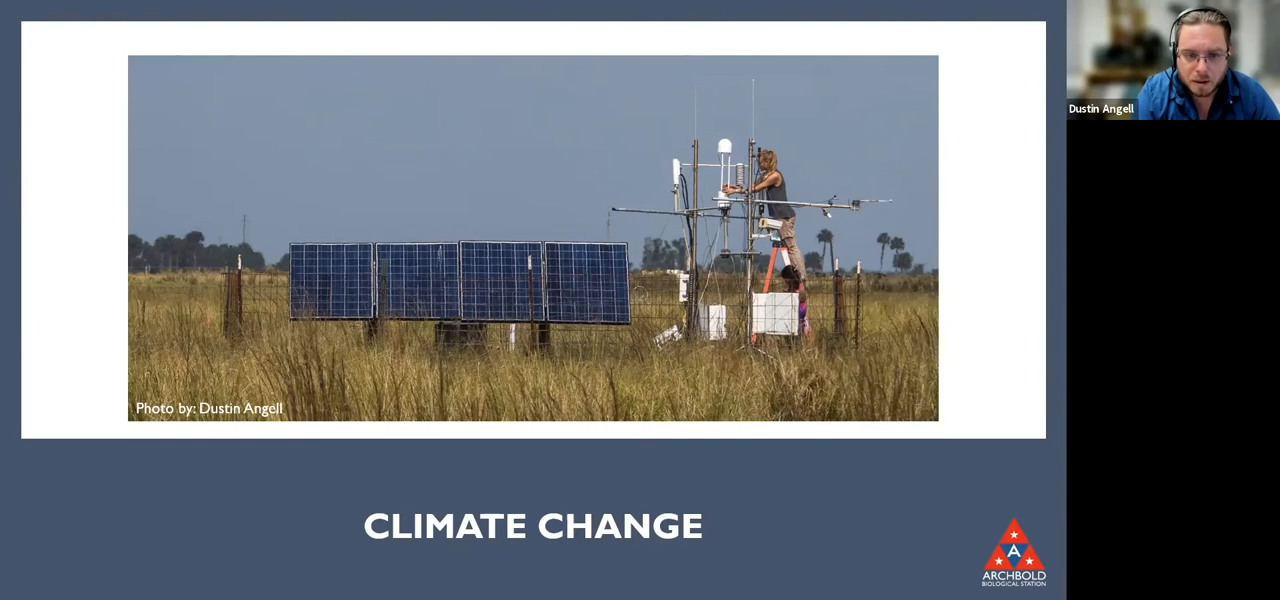 Dustin Angell
Photo by: Dustin Angell
CLIMATE CHANGE
A
ARCHBOLD
BIOLOGICAL STATION